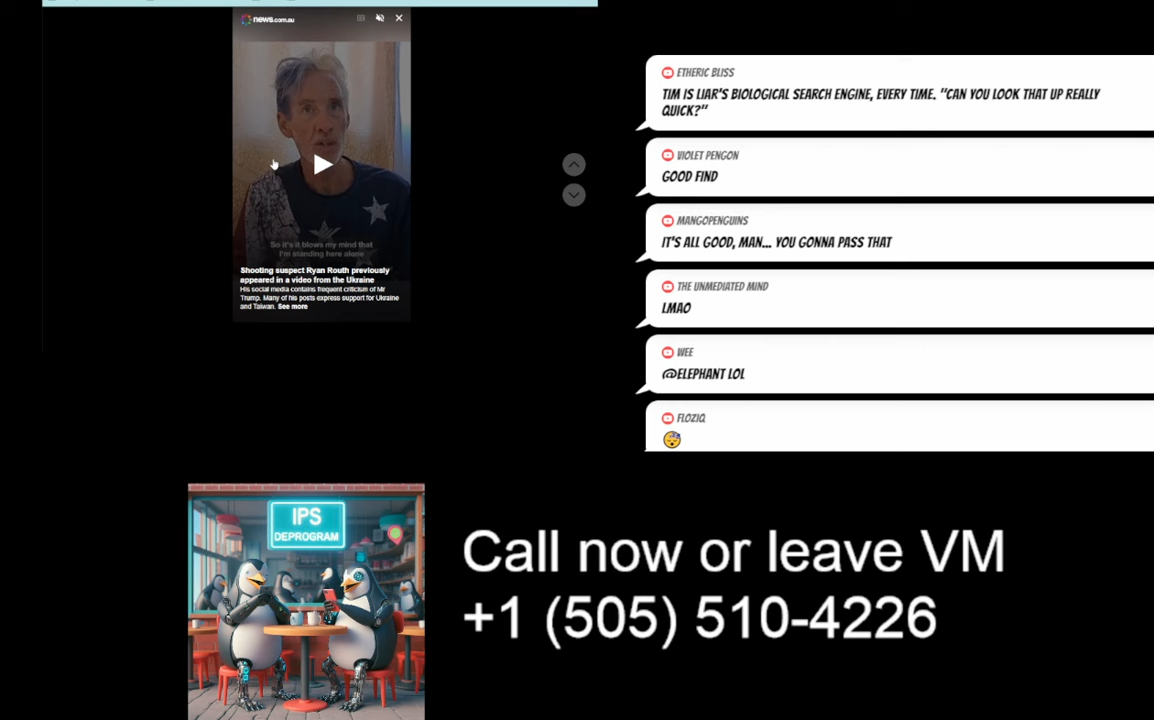 news.com.au
So it's it blows my mind that
I'm standing here alone
Shooting suspect Ryan Routh previously
appeared in a video from the Ukraine
His social media contains frequent criticism of Mr
Trump. Many of his posts express support for Ukraine
and Taiwan. See more
ETHERIC BLISS
TIM IS LIAR'S BIOLOGICAL SEARCH ENGINE, EVERY TIME. "CAN YOU LOOK THAT UP REALLY
QUICK?"
VIOLET PENGON
GOOD FIND
MANGOPENGUINS
IT'S ALL GOOD, MAN... YOU GONNA PASS THAT
THE UNMEDIATED MIND
LMAO
WEE
@ELEPHANT LOL
FLOZIQ
IPS
DEPROGRAM
Call now or leave VM
+1 (505) 510-4226